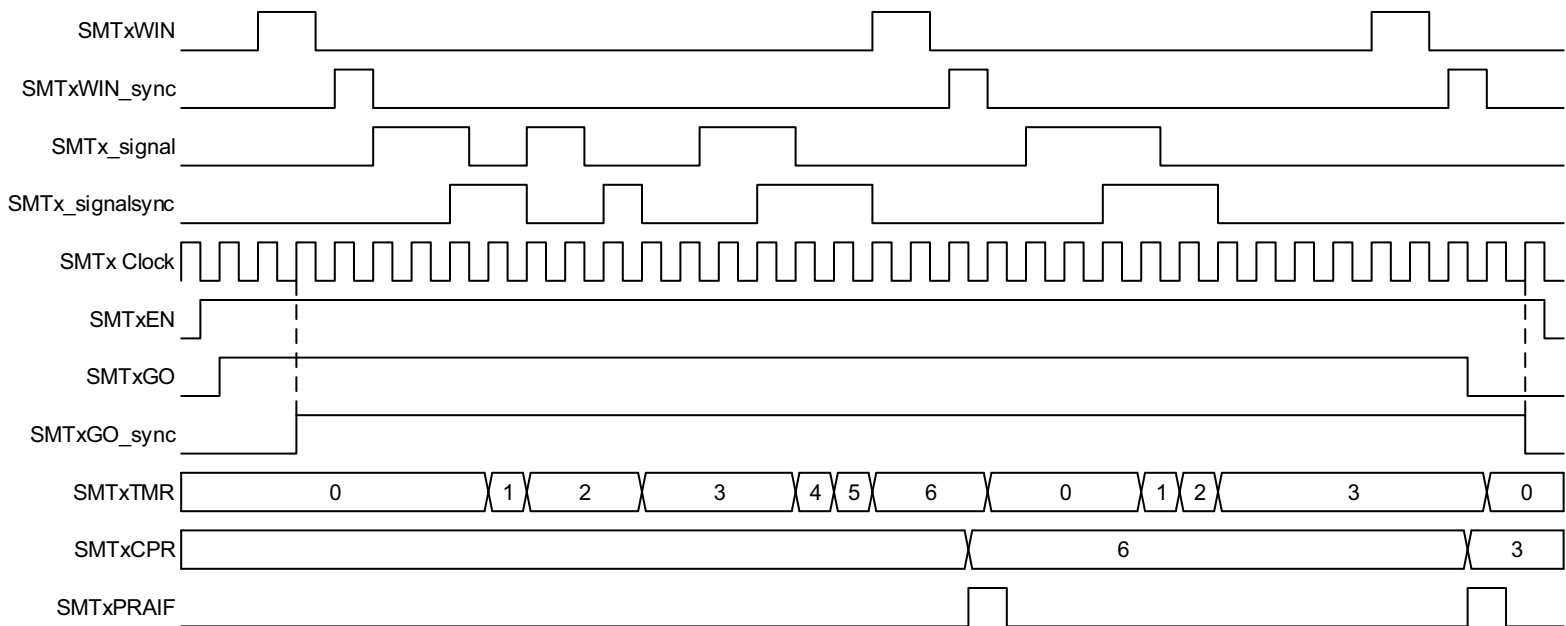 SMTxWIN
SMTxWIN_sync
SMTx_signal
SMTx_signalsync
SMTx Clock
SMTxEN
SMTxGO
SMTxGO_sync
SMTxTMR 0 1 2 3 4 5 6 0 1 2 3 0
SMTxCPR 6 3
SMTxPRAIF